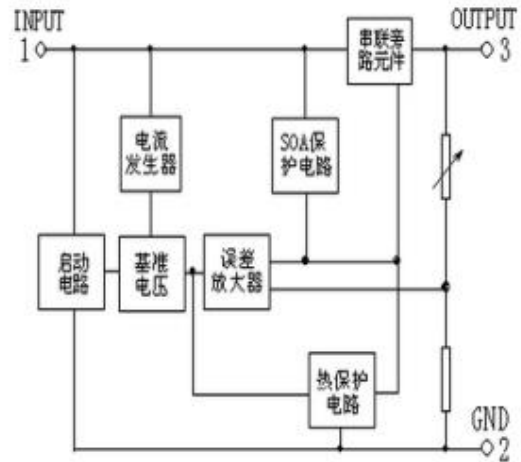 INPUT
1
OUTPUT
3
串联旁
路元件
电流
发生器
SOA保
护电路
启动
电路
基准
电压
误差
放大器
热保护
电路
GND
2